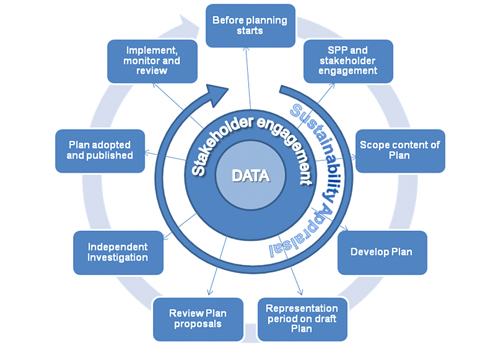 Before planning
starts
SPP and
stakeholder
engagement
Scope content of
Plan
Develop Plan
Representation
period on draft
Plan
Review Plan
proposals
Independent
Investigation
Plan adopted
and published
Implement,
monitor and
review
Stakeholder engagement
Sustainability Appraisal
DATA